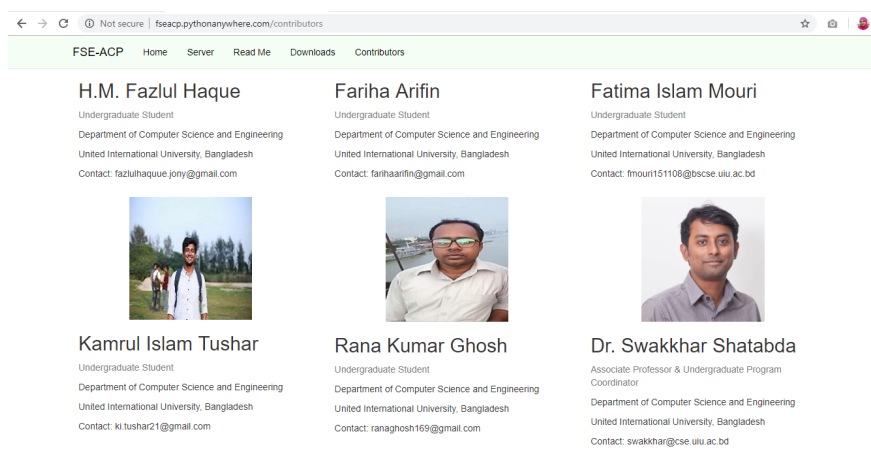 Not secure | fseacp.pythonanywhere.com/contributors
FSE-ACP Home Server Read Me Downloads Contributors
H.M. Fazlul Haque
Undergraduate Student
Department of Computer Science and Engineering
United International University, Bangladesh
Contact: fazlulhaquue.jony@gmail.com
Fariha Arifin
Undergraduate Student
Department of Computer Science and Engineering
United International University, Bangladesh
Contact: farihaarifin@gmail.com
Fatima Islam Mouri
Undergraduate Student
Department of Computer Science and Engineering
United International University, Bangladesh
Contact: fmouri151108@bscse.uiu.ac.bd
Kamrul Islam Tushar
Undergraduate Student
Department of Computer Science and Engineering
United International University, Bangladesh
Contact: ki.tushar21@gmail.com
Rana Kumar Ghosh
Undergraduate Student
Department of Computer Science and Engineering
United International University, Bangladesh
Contact: ranaghosh169@gmail.com
Dr. Swakkhar Shatabda
Associate Professor & Undergraduate Program
Coordinator
Department of Computer Science and Engineering
United International University, Bangladesh
Contact: swakkhar@cse.uiu.ac.bd